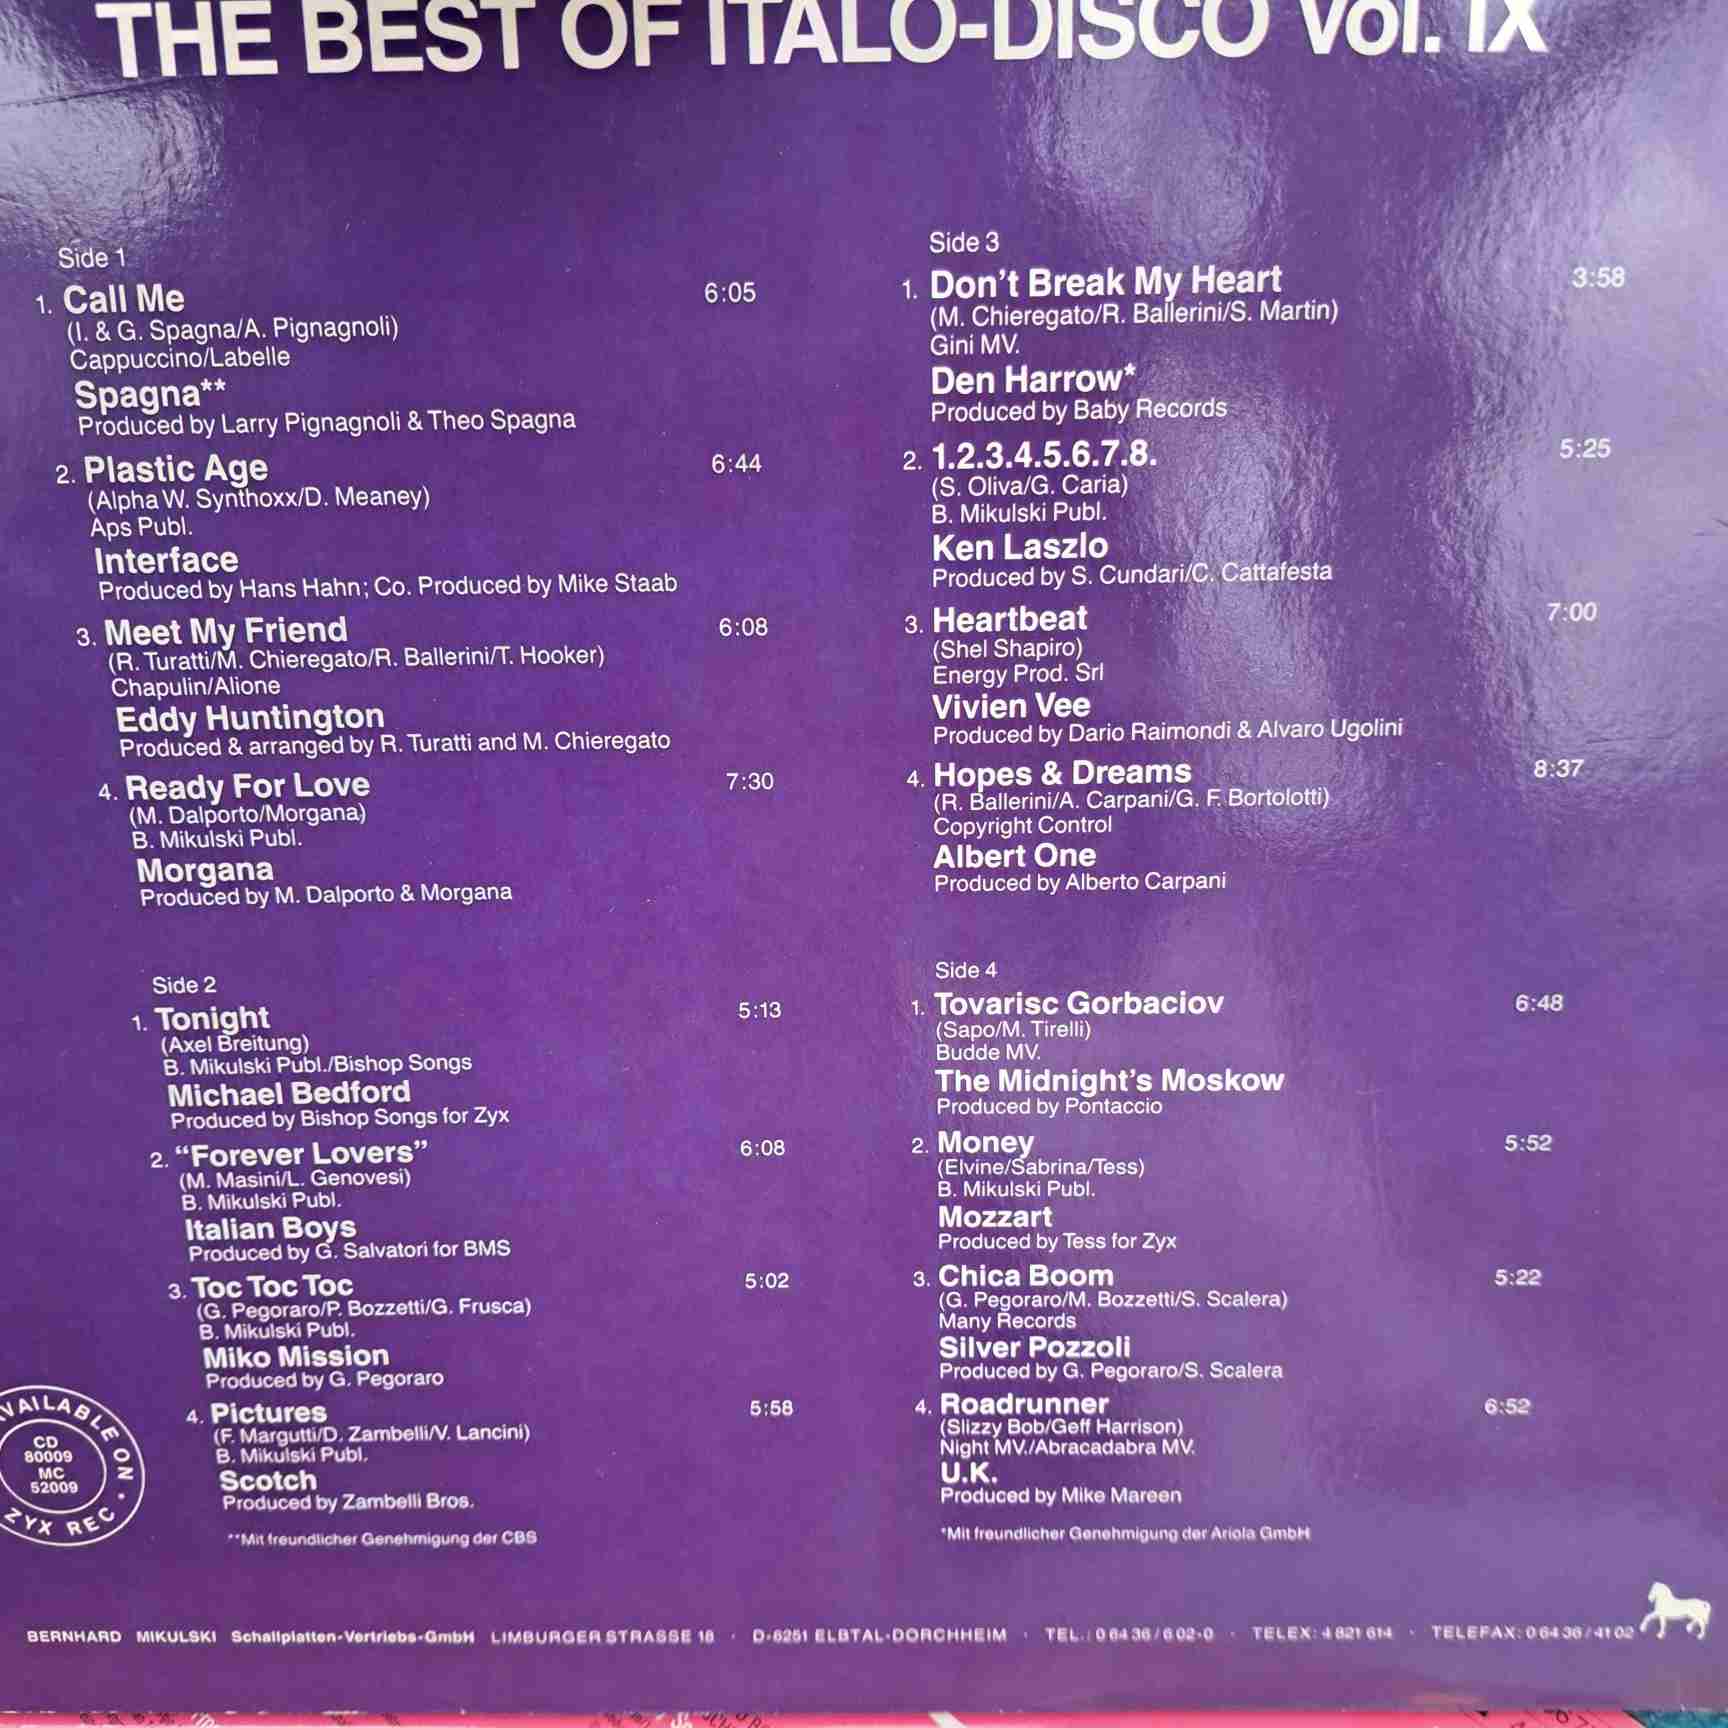 THE BEST OF ITALO-DISCO Vol. IX
Side 1
1. Call Me 6:05
(I. & G. Spagna/A. Pignagnoli)
Cappuccino/Labelle
Spagna**
Produced by Larry Pignagnoli & Theo Spagna
2. Plastic Age 6:44
(Alpha W. Synthoxx/D. Meaney)
Aps Publ.
Interface
Produced by Hans Hahn; Co. Produced by Mike Staab
3. Meet My Friend 6:08
(R. Turatti/M. Chieregato/R. Ballerini/T. Hooker)
Chapulin/Alione
Eddy Huntington
Produced & arranged by R. Turatti and M. Chieregato
4. Ready For Love 7:30
(M. Dalporto/Morgana)
B. Mikulski Publ.
Morgana
Produced by M. Dalporto & Morgana
Side 2
1. Tonight 5:13
(Axel Breitung)
B. Mikulski Publ./Bishop Songs
Michael Bedford
Produced by Bishop Songs for Zyx
2. “Forever Lovers” 6:08
(M. Masini/L. Genovesi)
B. Mikulski Publ.
Italian Boys
Produced by G. Salvatori for BMS
3. Toc Toc Toc 5:02
(G. Pegoraro/P. Bozzetti/G. Frusca)
B. Mikulski Publ.
Miko Mission
Produced by G. Pegoraro
4. Pictures 5:58
(F. Margutti/D. Zambelli/V. Lancini)
B. Mikulski Publ.
Scotch
Produced by Zambelli Bros.
**Mit freundlicher Genehmigung der CBS
Side 3
1. Don't Break My Heart 3:58
(M. Chieregato/R. Ballerini/S. Martin)
Gini MV.
Den Harrow*
Produced by Baby Records
2. 1.2.3.4.5.6.7.8. 5:25
(S. Oliva/G. Caria)
B. Mikulski Publ.
Ken Laszlo
Produced by S. Cundari/C. Cattafesta
3. Heartbeat 7:00
(Shel Shapiro)
Energy Prod. Srl
Vivien Vee
Produced by Dario Raimondi & Alvaro Ugolini
4. Hopes & Dreams 8:37
(R. Ballerini/A. Carpani/G. F. Bortolotti)
Copyright Control
Albert One
Produced by Alberto Carpani
Side 4
1. Tovarisc Gorbaciov 6:48
(Sapo/M. Tirelli)
Budde MV.
The Midnight's Moskow
Produced by Pontaccio
2. Money 5:52
(Elvine/Sabrina/Tess)
B. Mikulski Publ.
Mozzart
Produced by Tess for Zyx
3. Chica Boom 5:22
(G. Pegoraro/M. Bozzetti/S. Scalera)
Many Records
Silver Pozzoli
Produced by G. Pegoraro/S. Scalera
4. Roadrunner 6:52
(Slizzy Bob/Geff Harrison)
Night MV./Abracadabra MV.
U.K.
Produced by Mike Mareen
*Mit freundlicher Genehmigung der Ariola GmbH
AVAILABLE ON
CD
80009
MC
52009
ZYX REC.
BERNHARD MIKULSKI Schallplatten-Vertriebs-GmbH LIMBURGER STRASSE 18 · D-6251 ELBTAL-DORCHHEIM · TEL.: 0 64 36 / 6 02-0 · TELEX: 4 821 614 · TELEFAX: 0 64 36 / 41 02